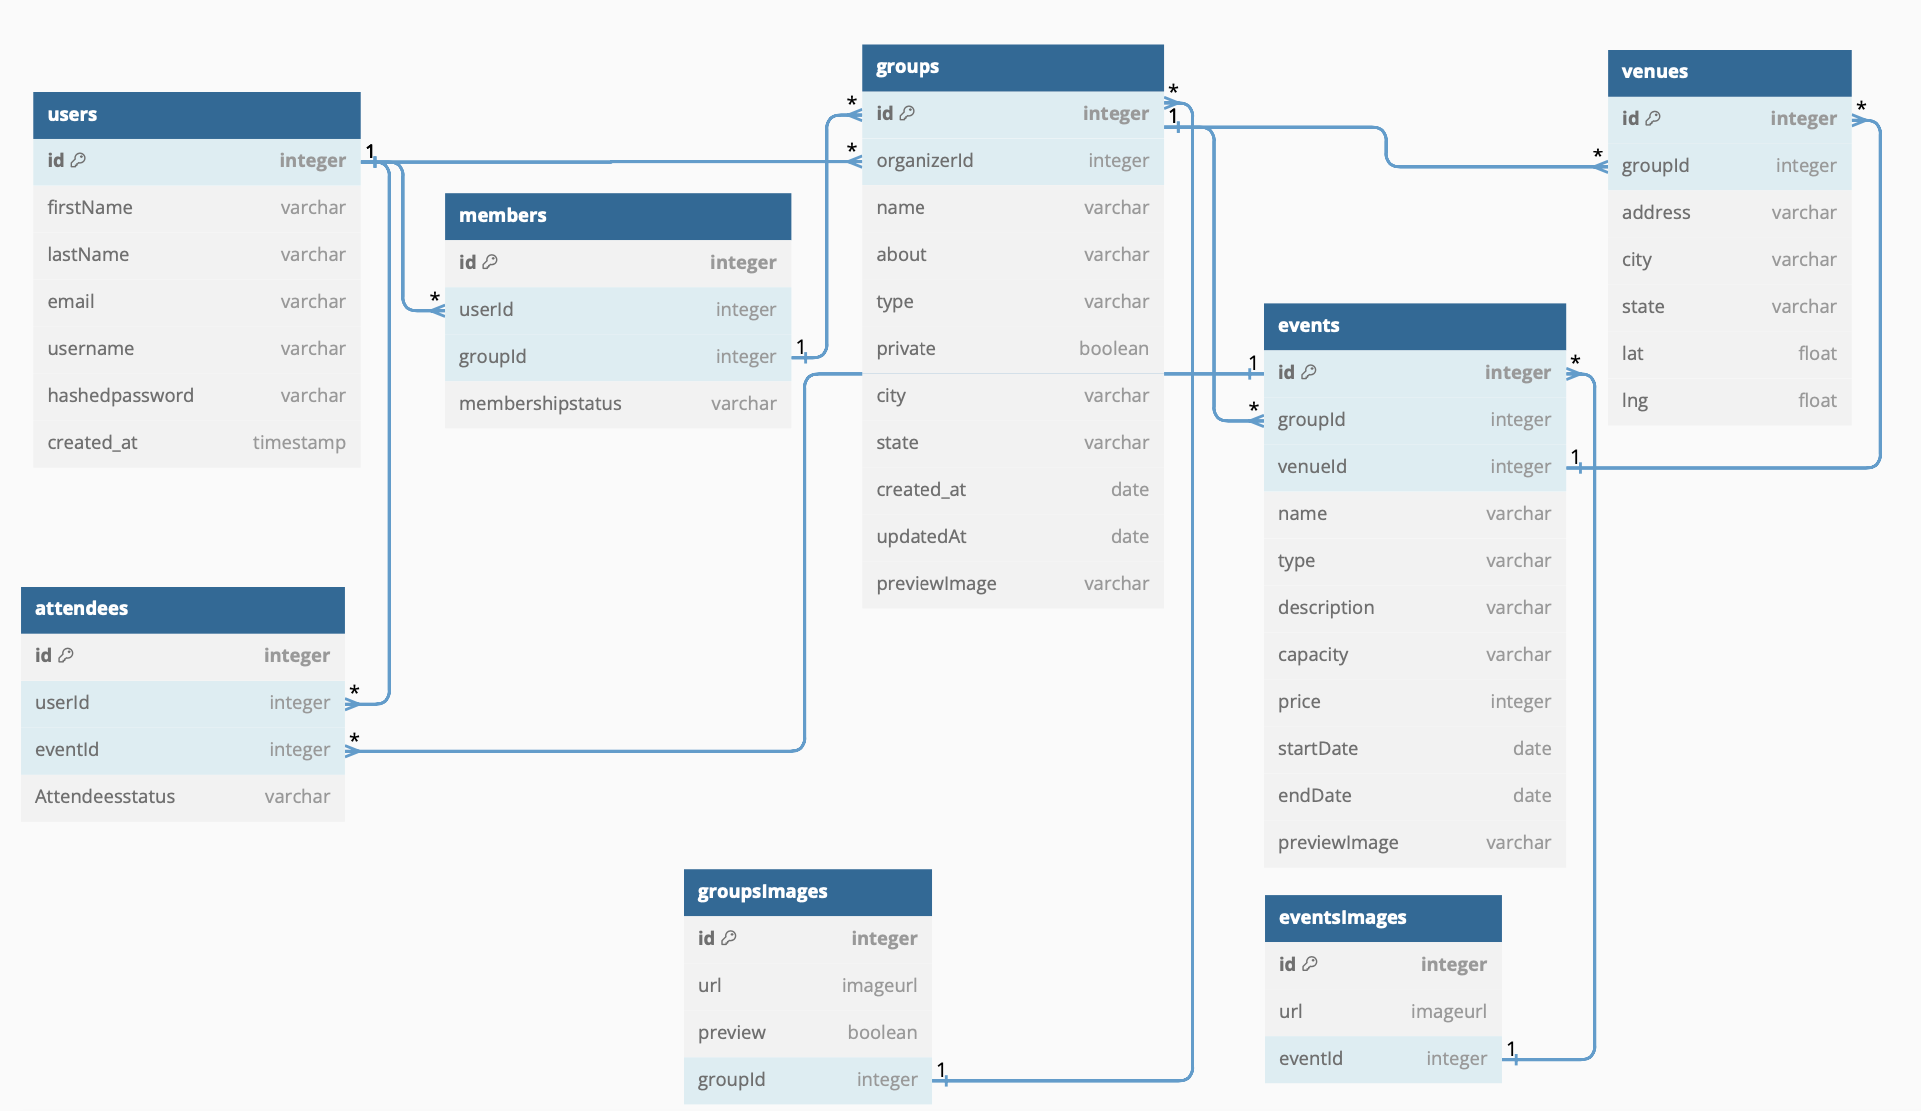 users
id integer
firstName varchar
lastName varchar
email varchar
username varchar
hashedpassword varchar
created_at timestamp
1
members
id integer
userId integer
groupId integer
membershipstatus varchar
*
1
groups
id integer
organizerId integer
name varchar
about varchar
type varchar
private boolean
city varchar
state varchar
created_at date
updatedAt date
previewImage varchar
*
*
*
1
venues
id integer
groupId integer
address varchar
city varchar
state varchar
lat float
lng float
*
*
events
id integer
groupId integer
venueId integer
name varchar
type varchar
description varchar
capacity varchar
price integer
startDate date
endDate date
previewImage varchar
1
*
*
1
attendees
id integer
userId integer
eventId integer
Attendeesstatus varchar
*
*
groupsImages
id integer
url imageurl
preview boolean
groupId integer
1
eventsImages
id integer
url imageurl
eventId integer
1